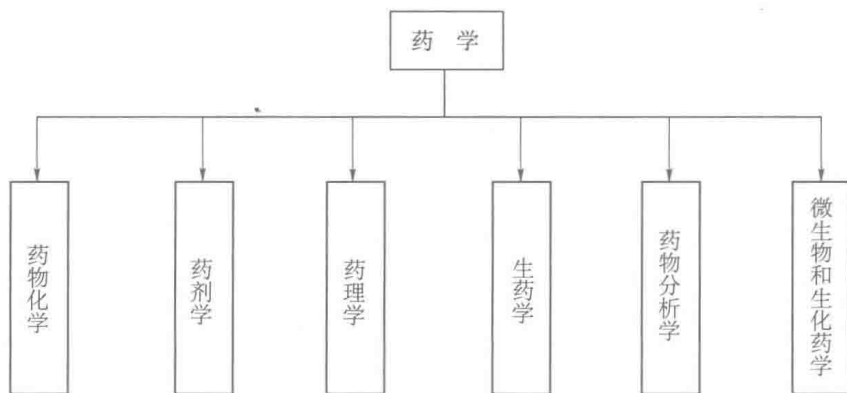 药 学
药物化学
药剂学
药理学
生药学
药物分析学
微生物和生化药学